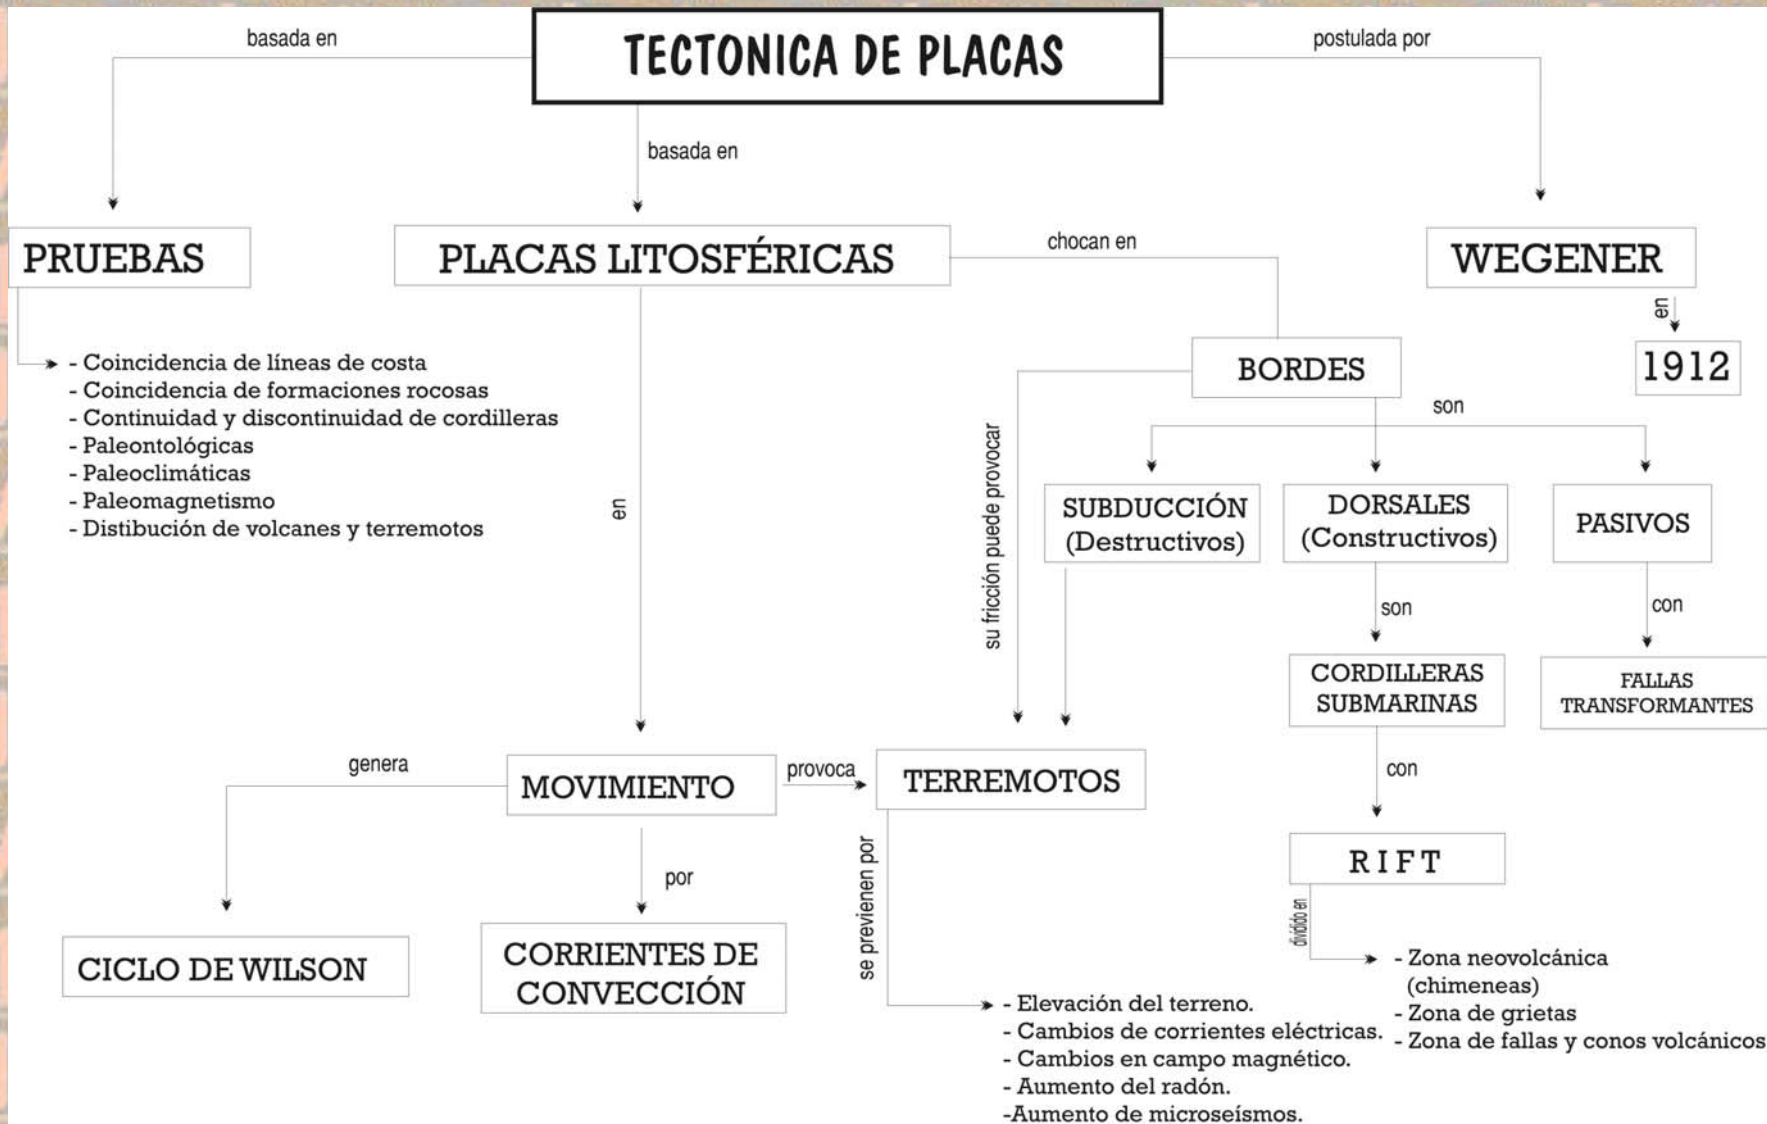 TECTONICA DE PLACAS
basada en
postulada por
basada en
PRUEBAS
PLACAS LITOSFÉRICAS
chocan en
WEGENER
en
1912
- Coincidencia de líneas de costa
- Coincidencia de formaciones rocosas
- Continuidad y discontinuidad de cordilleras
- Paleontológicas
- Paleoclimáticas
- Paleomagnetismo
- Distibución de volcanes y terremotos
BORDES
son
su fricción puede provocar
en
SUBDUCCIÓN
(Destructivos)
DORSALES
(Constructivos)
PASIVOS
son
con
CORDILLERAS
SUBMARINAS
FALLAS
TRANSFORMANTES
genera
MOVIMIENTO
provoca
TERREMOTOS
con
RIFT
por
se previenen por
dividido en
CICLO DE WILSON
CORRIENTES DE
CONVECCIÓN
- Zona neovolcánica
(chimeneas)
- Zona de grietas
- Zona de fallas y conos volcánicos
- Elevación del terreno.
- Cambios de corrientes eléctricas.
- Cambios en campo magnético.
- Aumento del radón.
-Aumento de microseísmos.